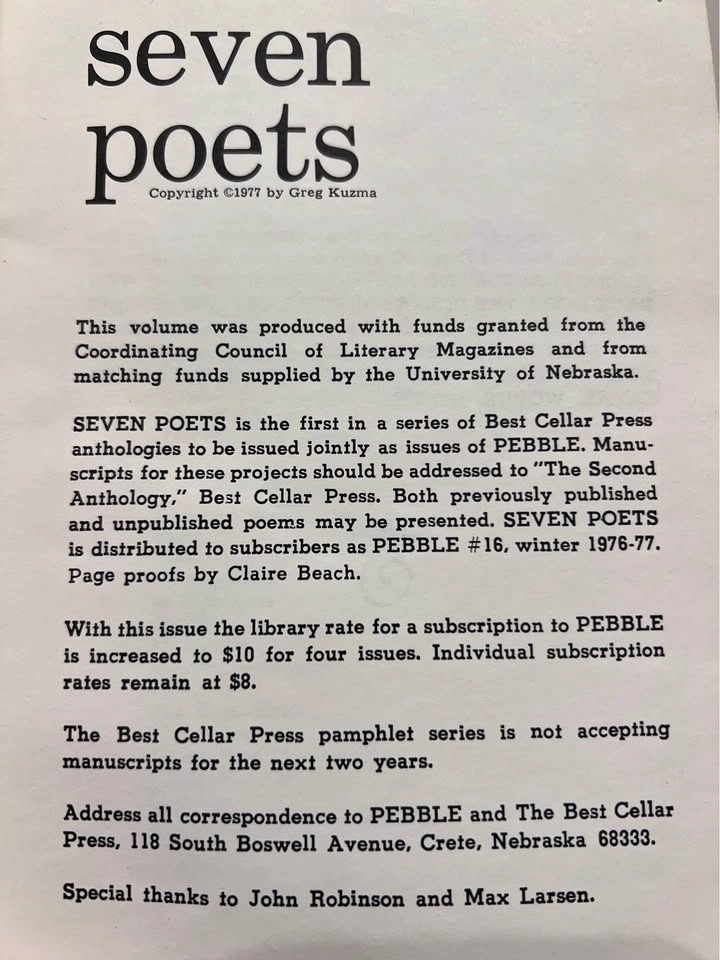 seven
poets
Copyright ©1977 by Greg Kuzma
This volume was produced with funds granted from the
Coordinating Council of Literary Magazines and from
matching funds supplied by the University of Nebraska.
SEVEN POETS is the first in a series of Best Cellar Press
anthologies to be issued jointly as issues of PEBBLE. Manu-
scripts for these projects should be addressed to "The Second
Anthology," Best Cellar Press. Both previously published
and unpublished poems may be presented. SEVEN POETS
is distributed to subscribers as PEBBLE #16, winter 1976-77.
Page proofs by Claire Beach.
With this issue the library rate for a subscription to PEBBLE
is increased to $10 for four issues. Individual subscription
rates remain at $8.
The Best Cellar Press pamphlet series is not accepting
manuscripts for the next two years.
Address all correspondence to PEBBLE and The Best Cellar
Press, 118 South Boswell Avenue, Crete, Nebraska 68333.
Special thanks to John Robinson and Max Larsen.